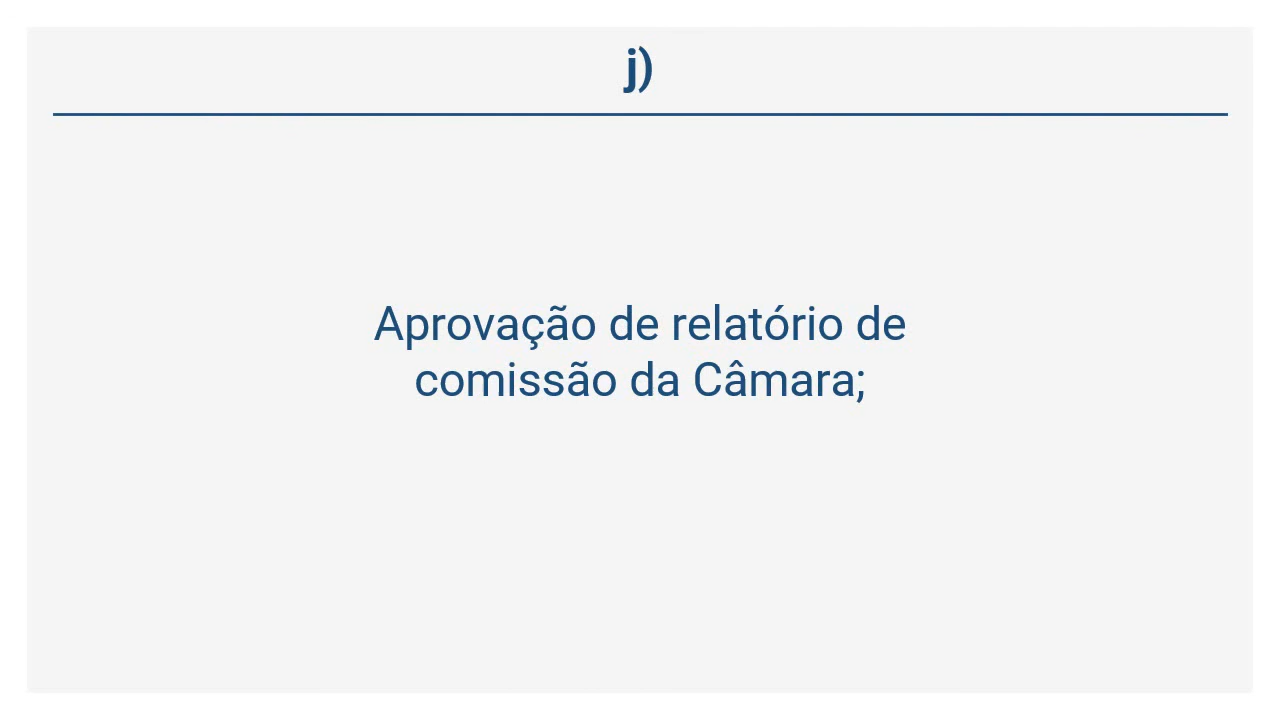 j)
Aprovação de relatório de
comissão da Câmara;